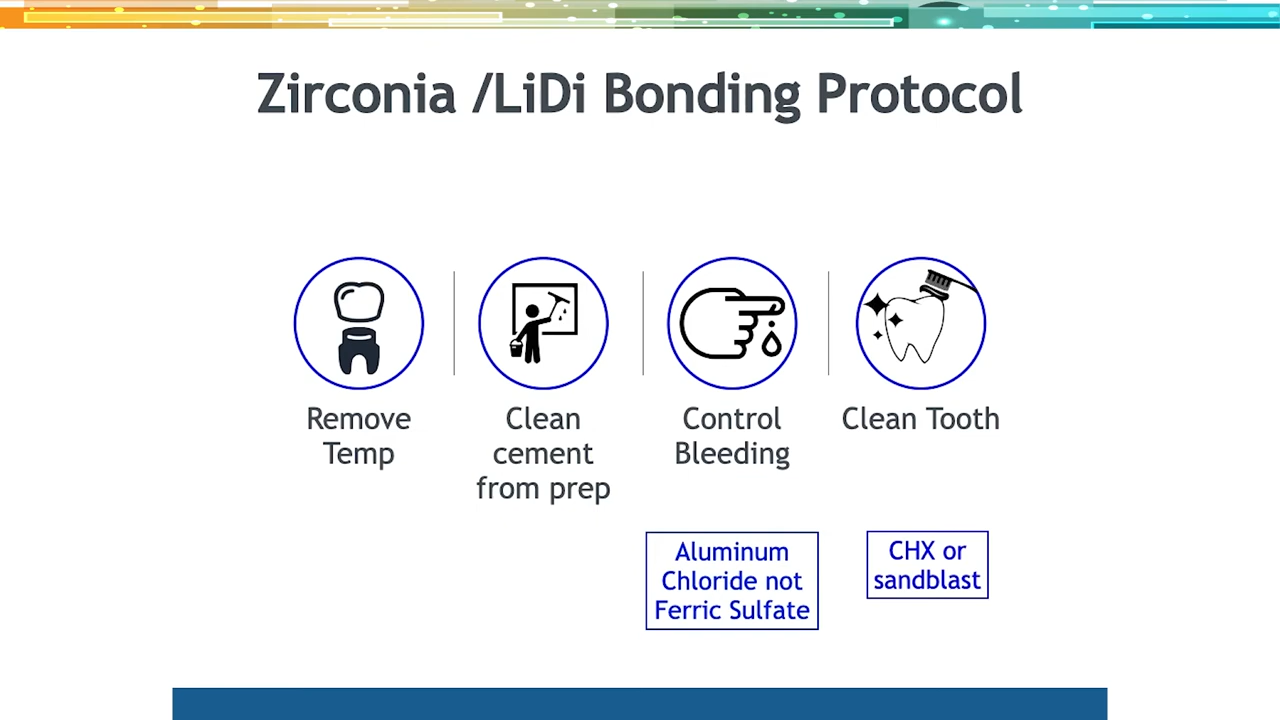 Zirconia /LiDi Bonding Protocol
Remove
Temp
Clean
cement
from prep
Control
Bleeding
Clean Tooth
Aluminum
Chloride not
Ferric Sulfate
CHX or
sandblast